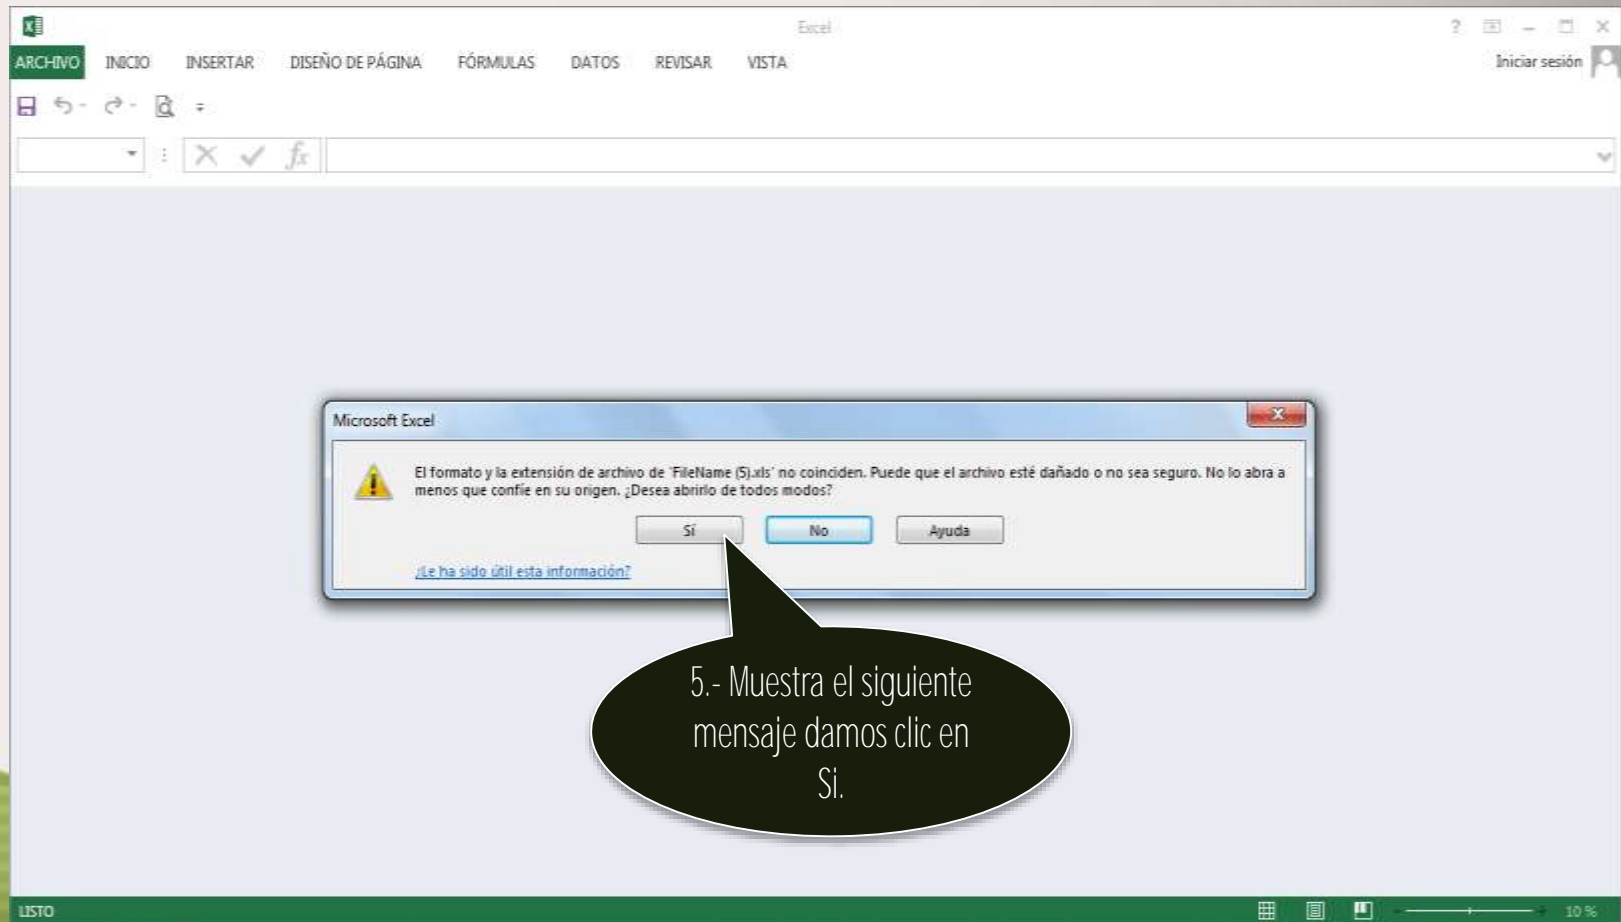 Excel
?
ARCHIVO INICIO INSERTAR DISEÑO DE PÁGINA FÓRMULAS DATOS REVISAR VISTA Iniciar sesión
fx
Microsoft Excel
El formato y la extensión de archivo de 'FileName (5).xls' no coinciden. Puede que el archivo esté dañado o no sea seguro. No lo abra a
menos que confíe en su origen. ¿Desea abrirlo de todos modos?
Sí No Ayuda
¿Le ha sido útil esta información?
5.- Muestra el siguiente
mensaje damos clic en
Si.
LISTO 10 %